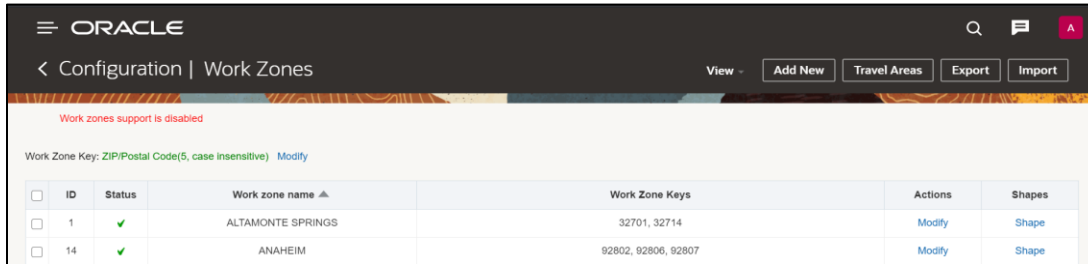 ORACLE
A
Configuration | Work Zones
View
Add New
Travel Areas
Export
Import
Work zones support is disabled
Work Zone Key: ZIP/Postal Code(5, case insensitive) Modify
ID Status Work zone name Work Zone Keys Actions Shapes
1 ALTAMONTE SPRINGS 32701, 32714 Modify Shape
14 ANAHEIM 92802, 92806, 92807 Modify Shape